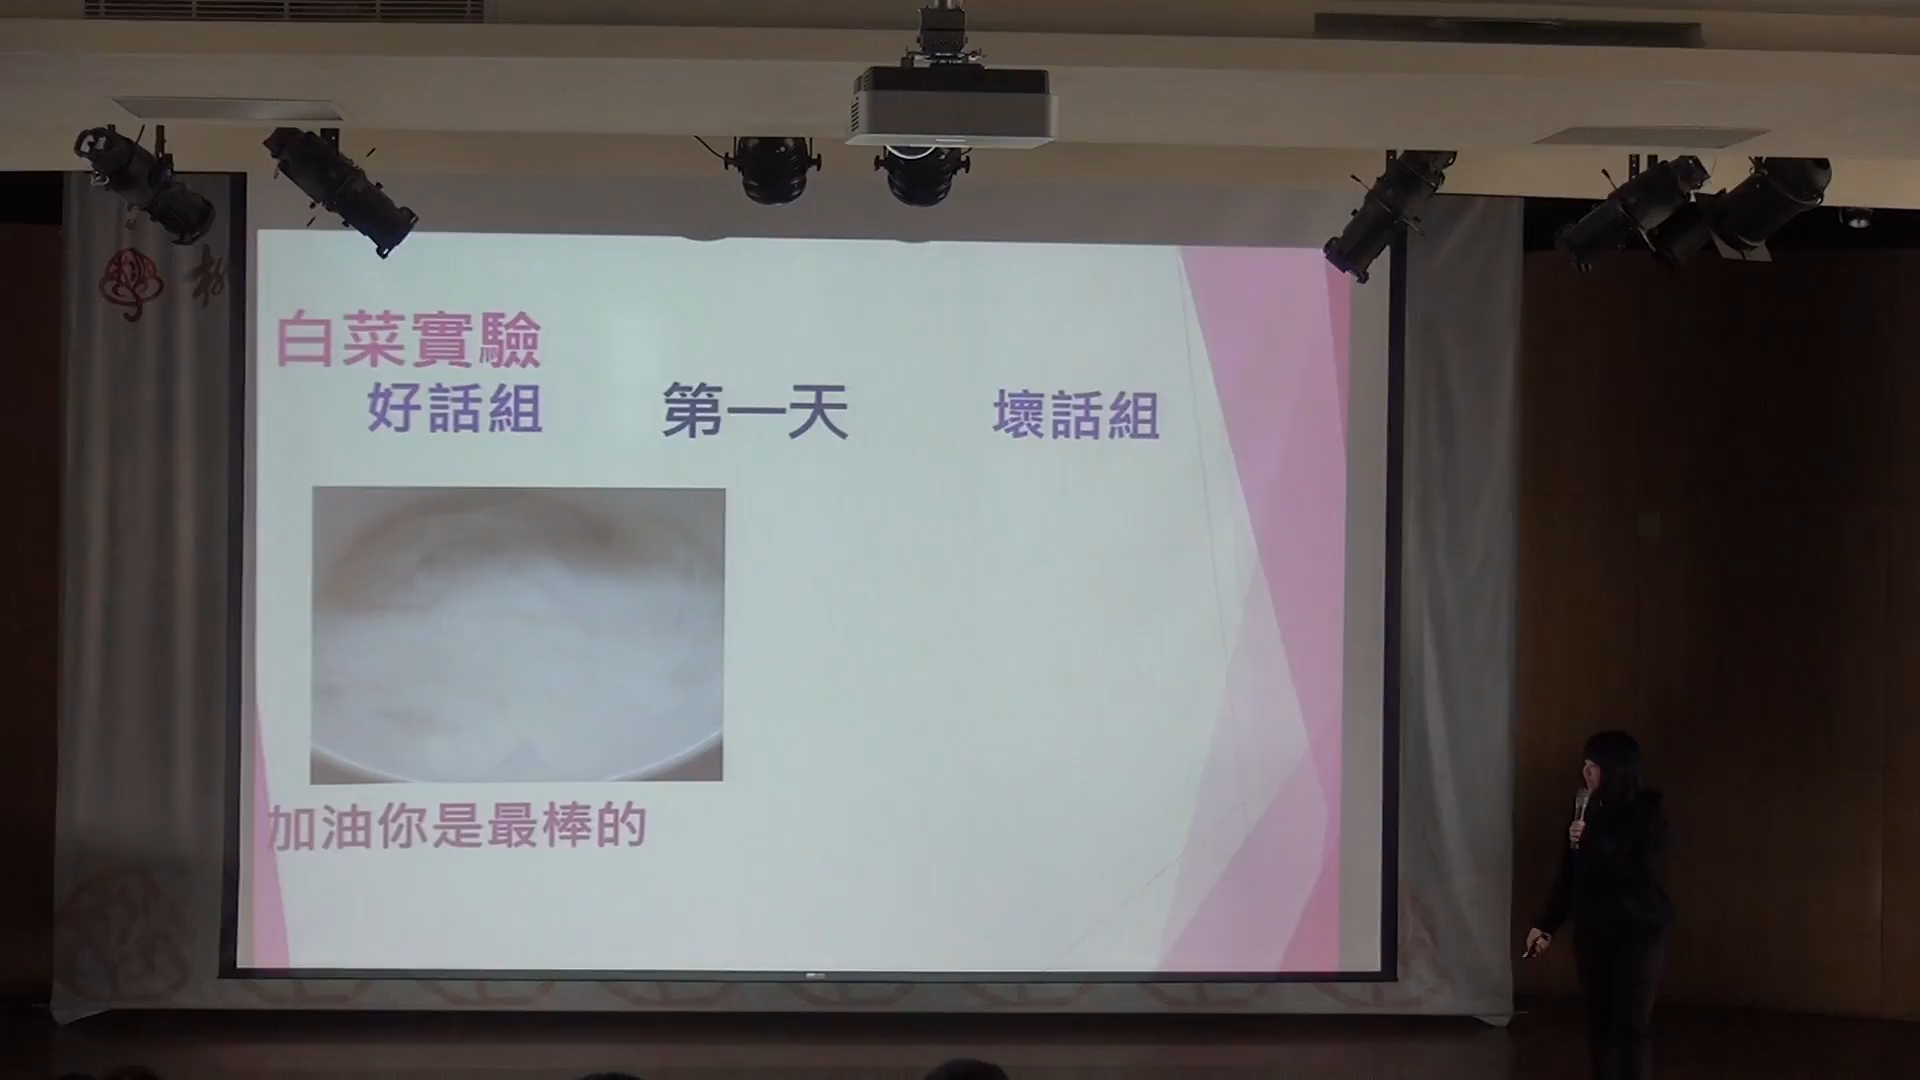 白菜實驗
好話組 第一天 壞話組
加油你是最棒的